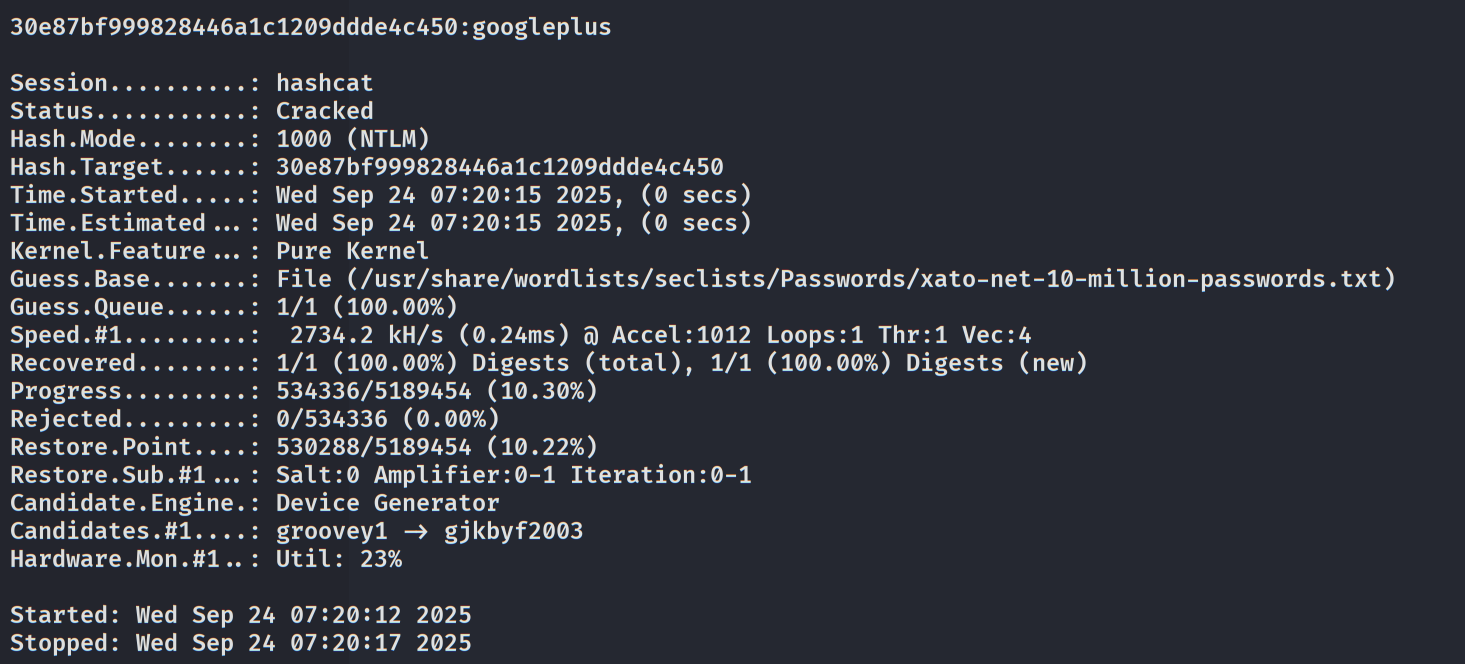 30e87bf999828446a1c1209ddde4c450:googleplus
Session..........: hashcat
Status...........: Cracked
Hash.Mode........: 1000 (NTLM)
Hash.Target......: 30e87bf999828446a1c1209ddde4c450
Time.Started.....: Wed Sep 24 07:20:15 2025, (0 secs)
Time.Estimated...: Wed Sep 24 07:20:15 2025, (0 secs)
Kernel.Feature...: Pure Kernel
Guess.Base.......: File (/usr/share/wordlists/seclists/Passwords/xato-net-10-million-passwords.txt)
Guess.Queue......: 1/1 (100.00%)
Speed.#1.........:  2734.2 kH/s (0.24ms) @ Accel:1012 Loops:1 Thr:1 Vec:4
Recovered........: 1/1 (100.00%) Digests (total), 1/1 (100.00%) Digests (new)
Progress.........: 534336/5189454 (10.30%)
Rejected.........: 0/534336 (0.00%)
Restore.Point....: 530288/5189454 (10.22%)
Restore.Sub.#1...: Salt:0 Amplifier:0-1 Iteration:0-1
Candidate.Engine.: Device Generator
Candidates.#1....: groovey1 -> gjkbyf2003
Hardware.Mon.#1..: Util: 23%
Started: Wed Sep 24 07:20:12 2025
Stopped: Wed Sep 24 07:20:17 2025